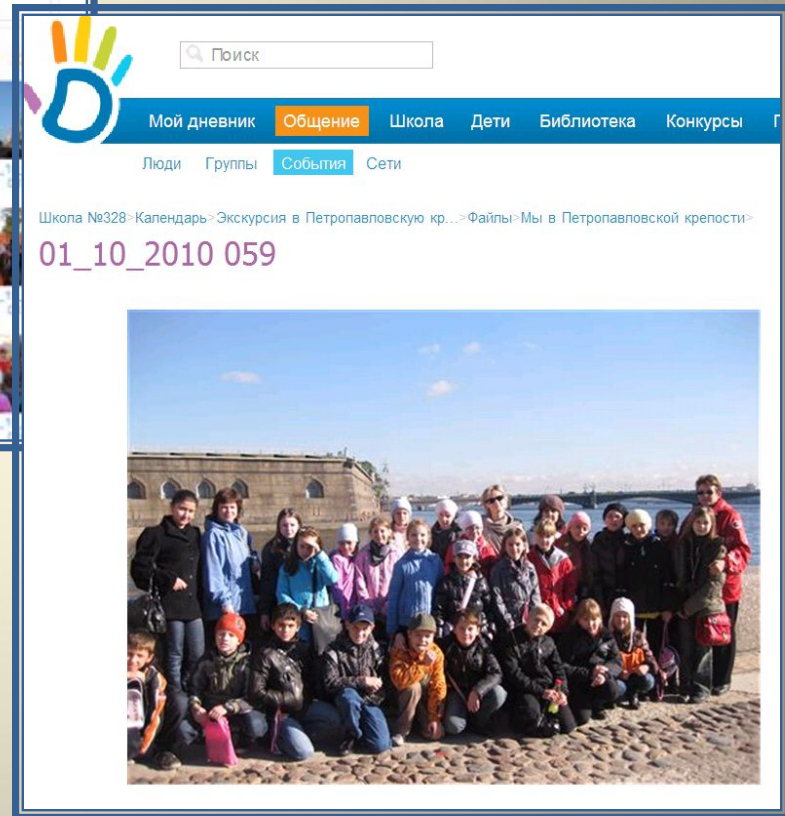 Поиск
Мой дневник Общение Школа Дети Библиотека Конкурсы
Люди Группы События Сети
Школа №328>Календарь>Экскурсия в Петропавловскую кр...>Файлы>Мы в Петропавловской крепости>
01_10_2010 059